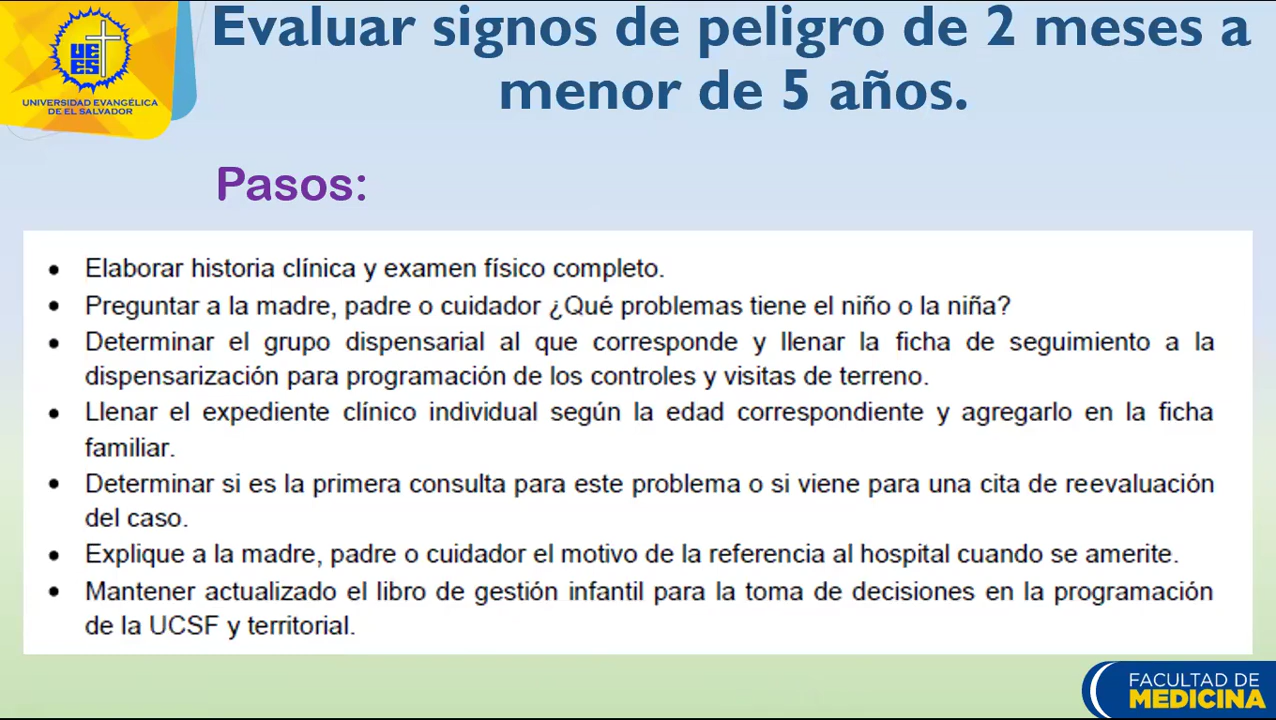 Evaluar signos de peligro de 2 meses a
menor de 5 años.
UE
ES
UNIVERSIDAD EVANGÉLICA
DE EL SALVADOR
Pasos:
• Elaborar historia clínica y examen físico completo.
• Preguntar a la madre, padre o cuidador ¿Qué problemas tiene el niño o la niña?
• Determinar el grupo dispensarial al que corresponde y llenar la ficha de seguimiento a la
dispensarización para programación de los controles y visitas de terreno.
• Llenar el expediente clínico individual según la edad correspondiente y agregarlo en la ficha
familiar.
• Determinar si es la primera consulta para este problema o si viene para una cita de reevaluación
del caso.
• Explique a la madre, padre o cuidador el motivo de la referencia al hospital cuando se amerite.
• Mantener actualizado el libro de gestión infantil para la toma de decisiones en la programación
de la UCSF y territorial.
FACULTAD DE
MEDICINA